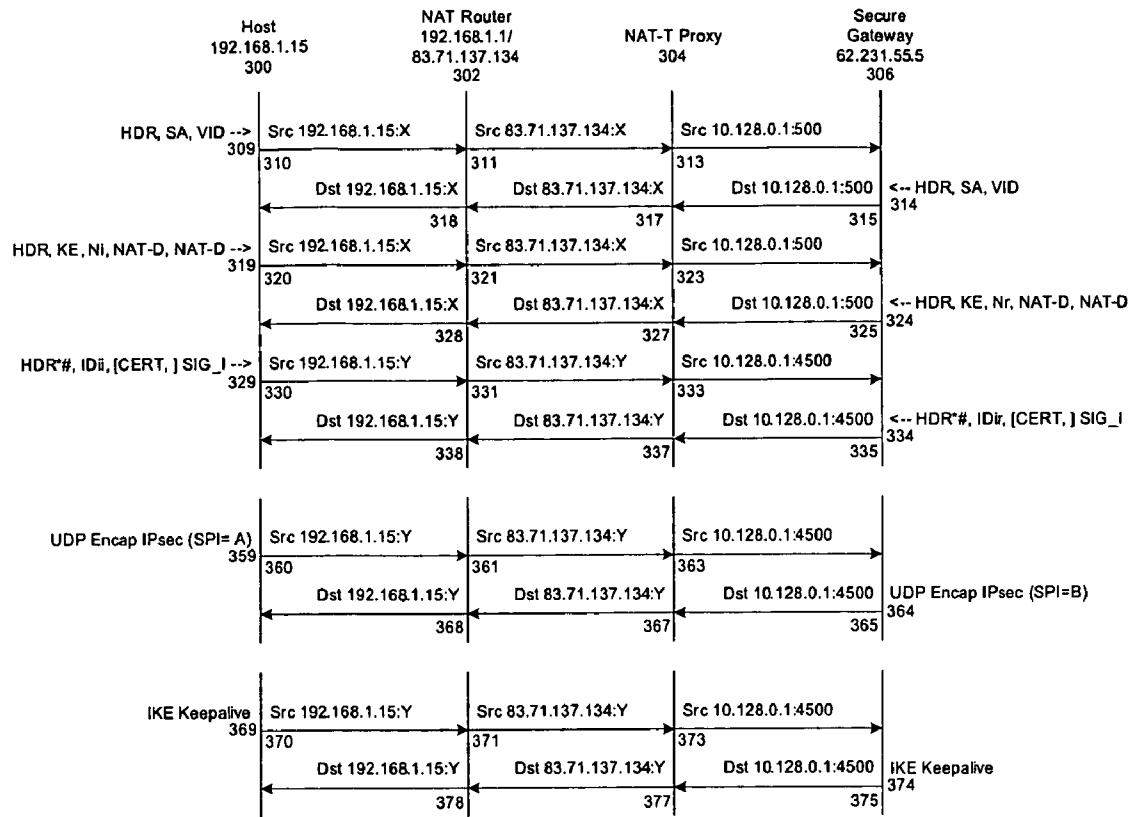 Host
192.168.1.15
300
NAT Router
192.168.1.1/
83.71.137.134
302
NAT-T Proxy
304
Secure
Gateway
62.231.55.5
306
HDR, SA, VID -->
309
Src 192.168.1.15:X
310
Src 83.71.137.134:X
311
Src 10.128.0.1:500
313
Dst 192.168.1.15:X
318
Dst 83.71.137.134:X
317
Dst 10.128.0.1:500
315
<-- HDR, SA, VID
314
HDR, KE, Ni, NAT-D, NAT-D -->
319
Src 192.168.1.15:X
320
Src 83.71.137.134:X
321
Src 10.128.0.1:500
323
Dst 192.168.1.15:X
328
Dst 83.71.137.134:X
327
Dst 10.128.0.1:500
325
<-- HDR, KE, Nr, NAT-D, NAT-D
324
HDR*#, IDii, [CERT, ] SIG_I -->
329
Src 192.168.1.15:Y
330
Src 83.71.137.134:Y
331
Src 10.128.0.1:4500
333
Dst 192.168.1.15:Y
338
Dst 83.71.137.134:Y
337
Dst 10.128.0.1:4500
335
<-- HDR*#, IDir, [CERT, ] SIG_I
334
UDP Encap IPsec (SPI= A)
359
Src 192.168.1.15:Y
360
Src 83.71.137.134:Y
361
Src 10.128.0.1:4500
363
Dst 192.168.1.15:Y
368
Dst 83.71.137.134:Y
367
Dst 10.128.0.1:4500
365
UDP Encap IPsec (SPI=B)
364
IKE Keepalive
369
Src 192.168.1.15:Y
370
Src 83.71.137.134:Y
371
Src 10.128.0.1:4500
373
Dst 192.168.1.15:Y
378
Dst 83.71.137.134:Y
377
Dst 10.128.0.1:4500
375
IKE Keepalive
374